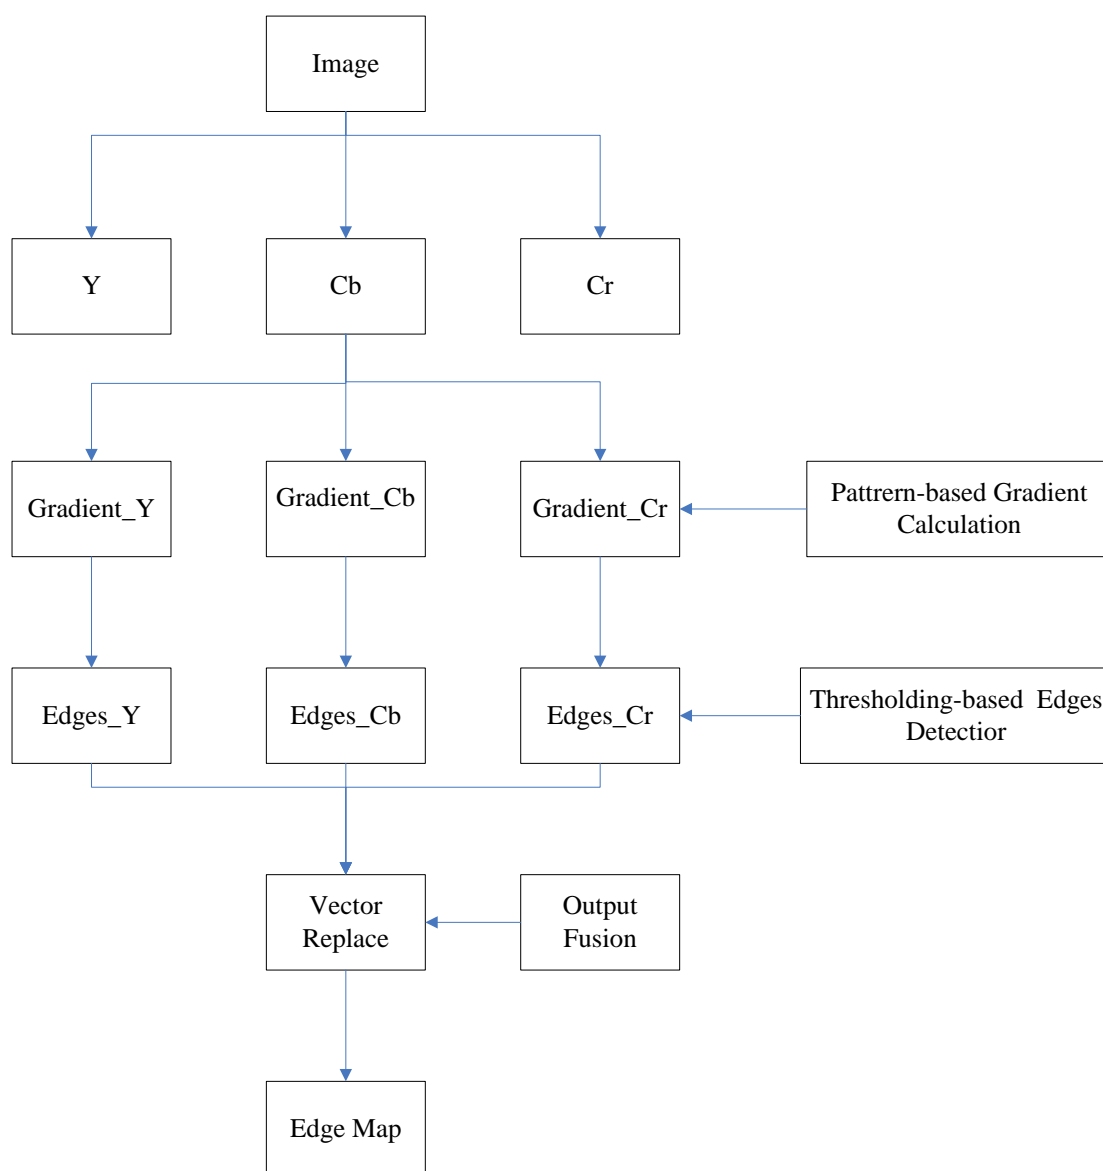 Image
Y
Cb
Cr
Gradient_Y
Gradient_Cb
Gradient_Cr
Pattrern-based Gradient
Calculation
Edges_Y
Edges_Cb
Edges_Cr
Thresholding-based Edges
Detectior
Vector
Replace
Output
Fusion
Edge Map